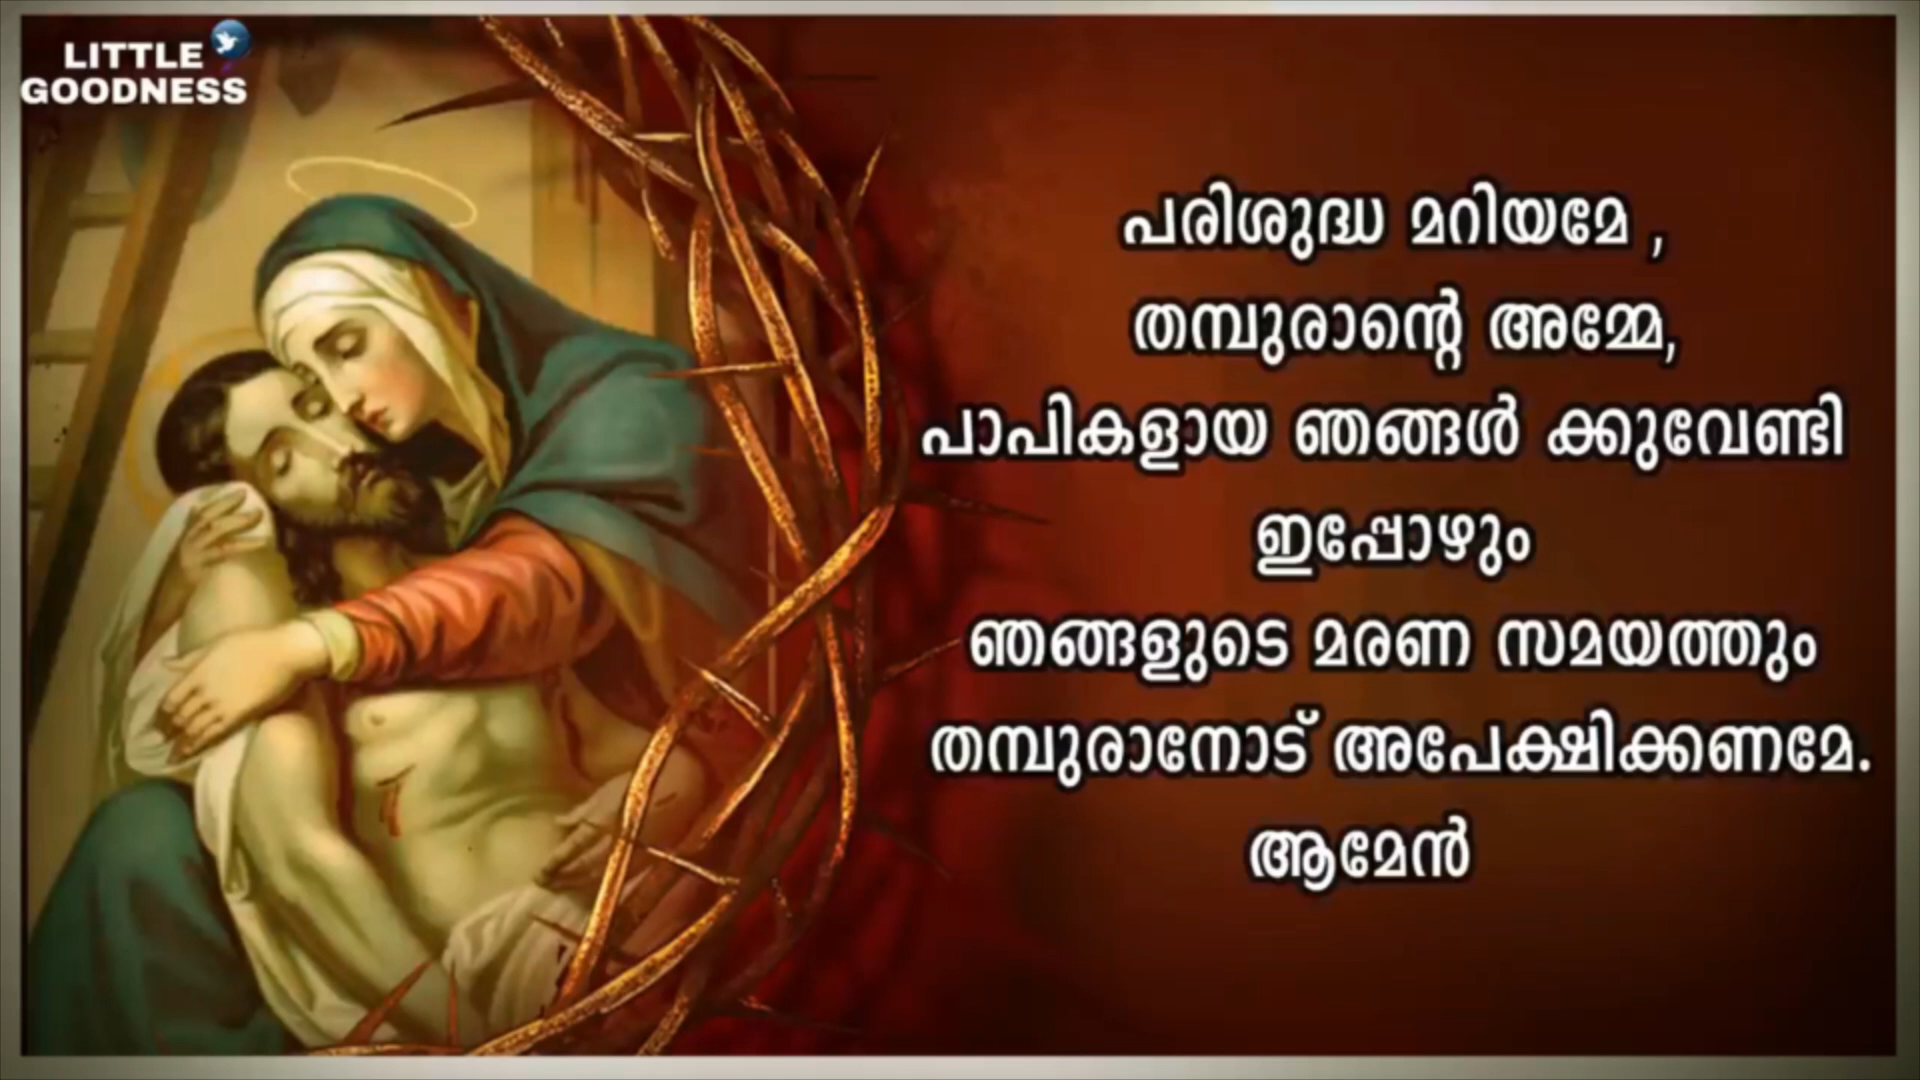 LITTLE
GOODNESS
പരിശുദ്ധ മറിയമേ ,
തമ്പുരാന്റെ അമ്മേ,
പാപികളായ ഞങ്ങൾ ക്കുവേണ്ടി
ഇപ്പോഴും
ഞങ്ങളുടെ മരണ സമയത്തും
തമ്പുരാനോട് അപേക്ഷിക്കണമേ.
ആമേൻ